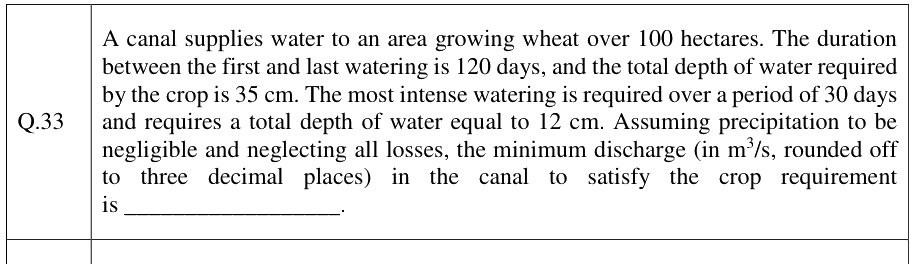 A canal supplies water to an area growing wheat over 100 hectares. The duration
between the first and last watering is 120 days, and the total depth of water required
by the crop is 35 cm. The most intense watering is required over a period of 30 days
Q.33 and requires a total depth of water equal to 12 cm. Assuming precipitation to be
negligible and neglecting all losses, the minimum discharge (in m³/s, rounded off
to three decimal places) in the canal to satisfy the crop requirement
is ___________________.